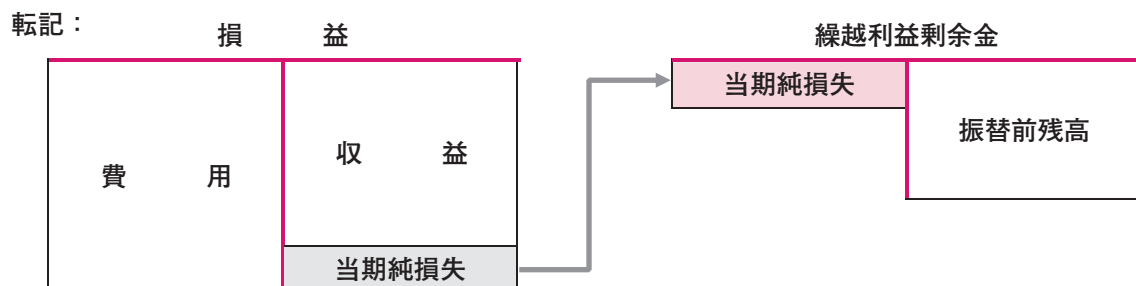 転記：
損　　　益
繰越利益剰余金
費　　　用
収　　　益
当期純損失
当期純損失
振替前残高